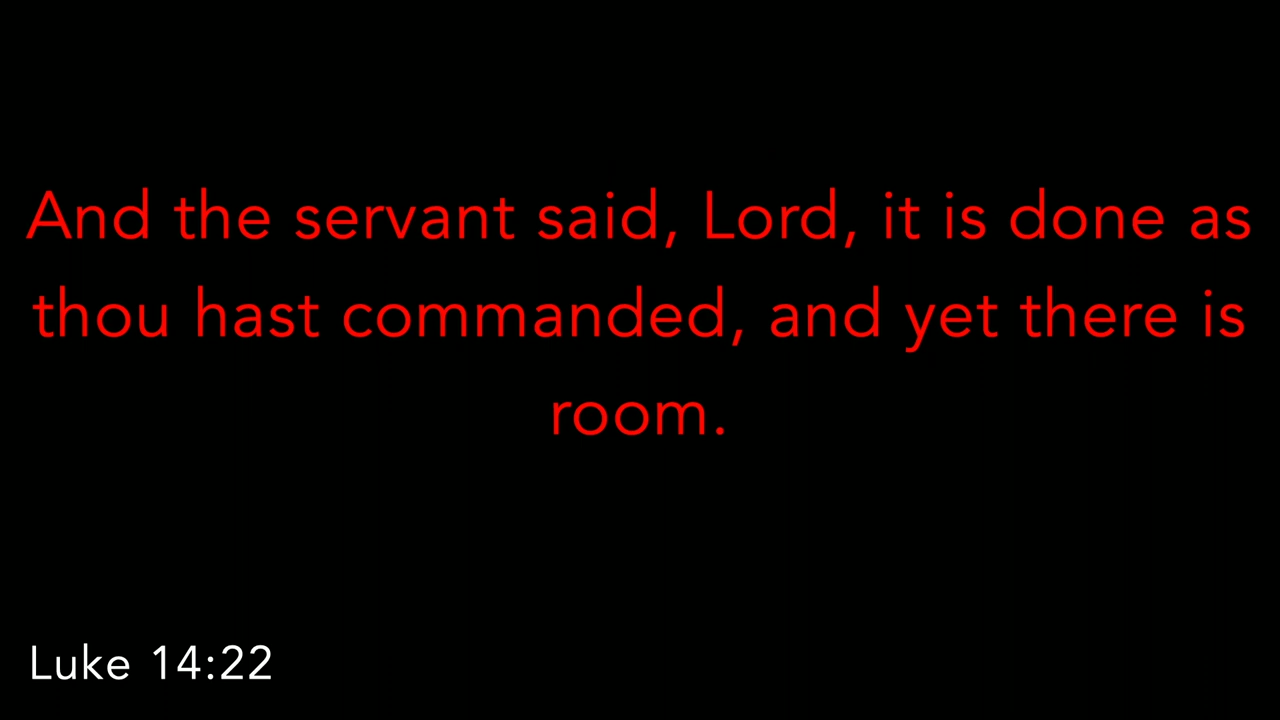 And the servant said, Lord, it is done as
thou hast commanded, and yet there is
room.
Luke 14:22